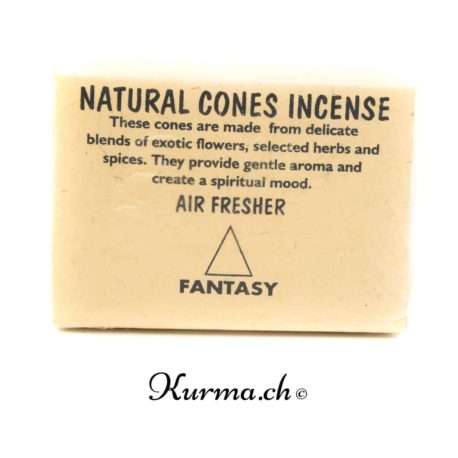 NATURAL CONES INCENSE
These cones are made from delicate
blends of exotic flowers, selected herbs and
spices. They provide gentle aroma and
create a spiritual mood.
AIR FRESHER
FANTASY
Kurma.ch ©